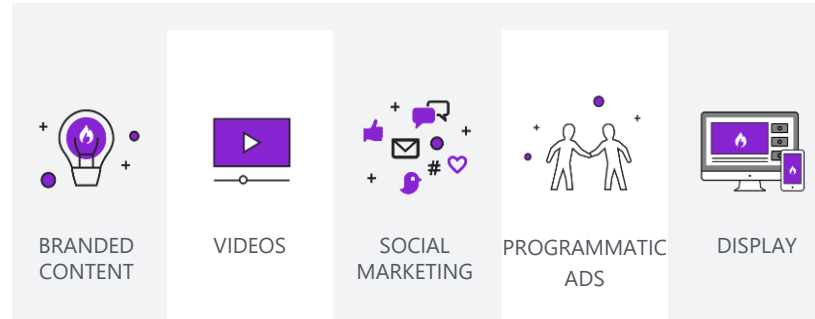 BRANDED
CONTENT
VIDEOS
SOCIAL
MARKETING
PROGRAMMATIC
ADS
DISPLAY